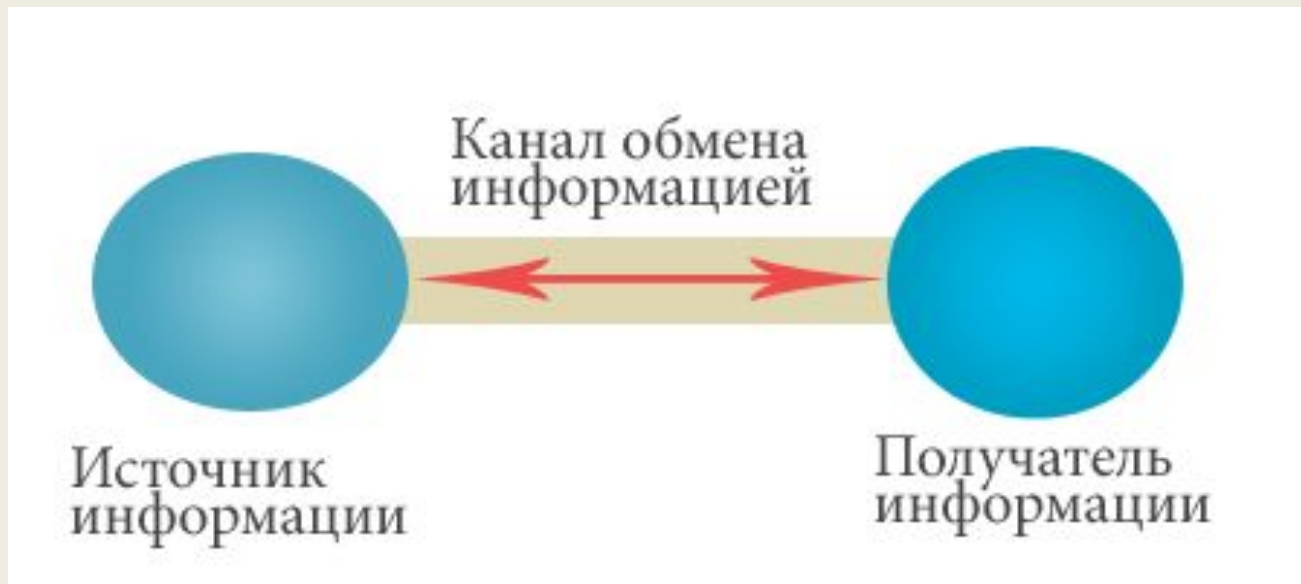 Канал обмена
информацией
Источник
информации
Получатель
информации